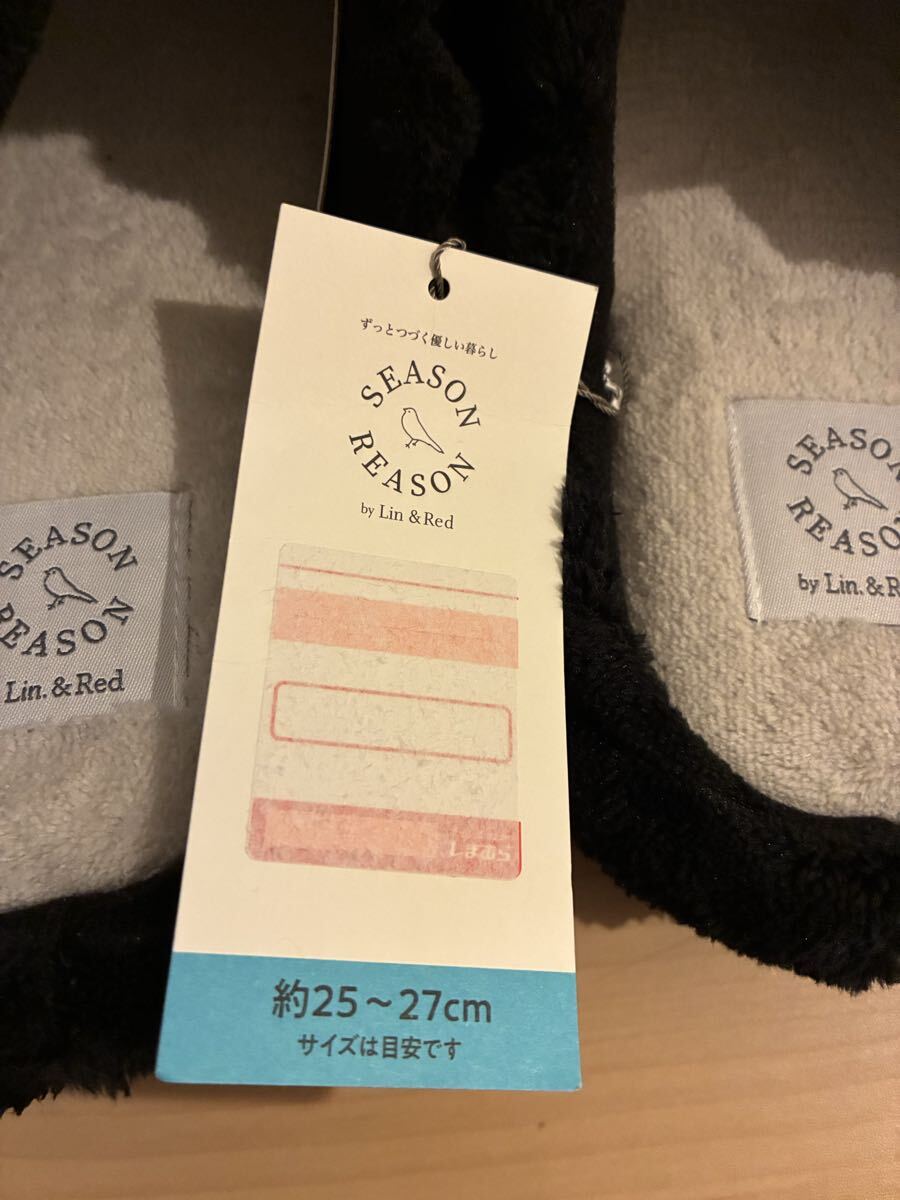 ずっとつづく優しい暮らし
SEASON
REASON
by Lin &Red
しまむら
約25～27cm
サイズは目安です
SEASON
REASON
Lin.&Red
SEASON
REASON
by Lin.&R